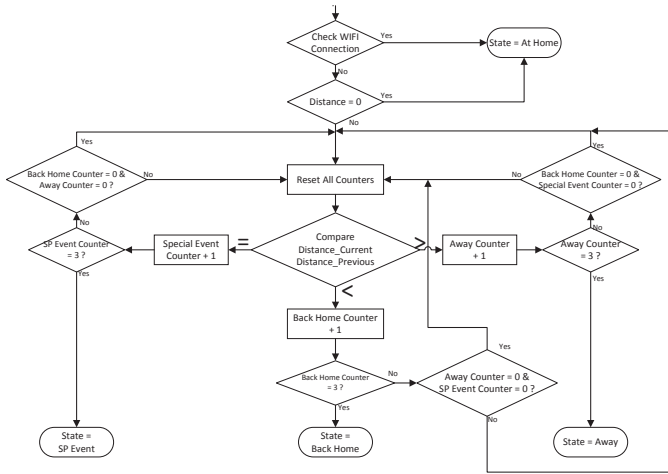 Check WIFI
Connection
Yes
State = At Home
No
Distance = 0
Yes
No
Yes
Yes
Back Home Counter = 0 &
Away Counter = 0 ?
No
Reset All Counters
No
Back Home Counter = 0 &
Special Event Counter = 0 ?
No
No
SP Event Counter
= 3 ?
Special Event
Counter + 1
=
Compare
Distance_Current
Distance_Previous
>
Away Counter
+ 1
Away Counter
= 3 ?
Yes
<
Yes
Back Home Counter
+ 1
Yes
Back Home Counter
= 3 ?
No
Away Counter = 0 &
SP Event Counter = 0 ?
Yes
No
State =
SP Event
State =
Back Home
State = Away